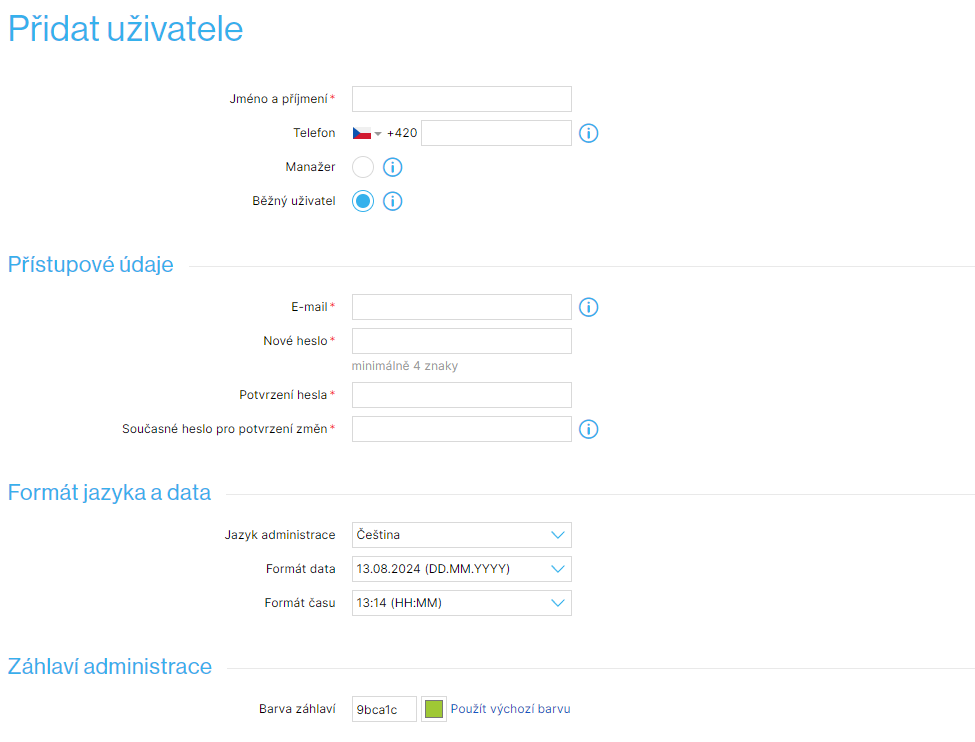 Přidat uživatele
Jméno a příjmení*
Telefon +420
Manažer
Běžný uživatel
Přístupové údaje
E-mail*
Nové heslo*
minimálně 4 znaky
Potvrzení hesla*
Současné heslo pro potvrzení změn*
Formát jazyka a data
Jazyk administrace Čeština
Formát data 13.08.2024 (DD.MM.YYYY)
Formát času 13:14 (HH:MM)
Záhlaví administrace
Barva záhlaví 9bca1c Použít výchozí barvu